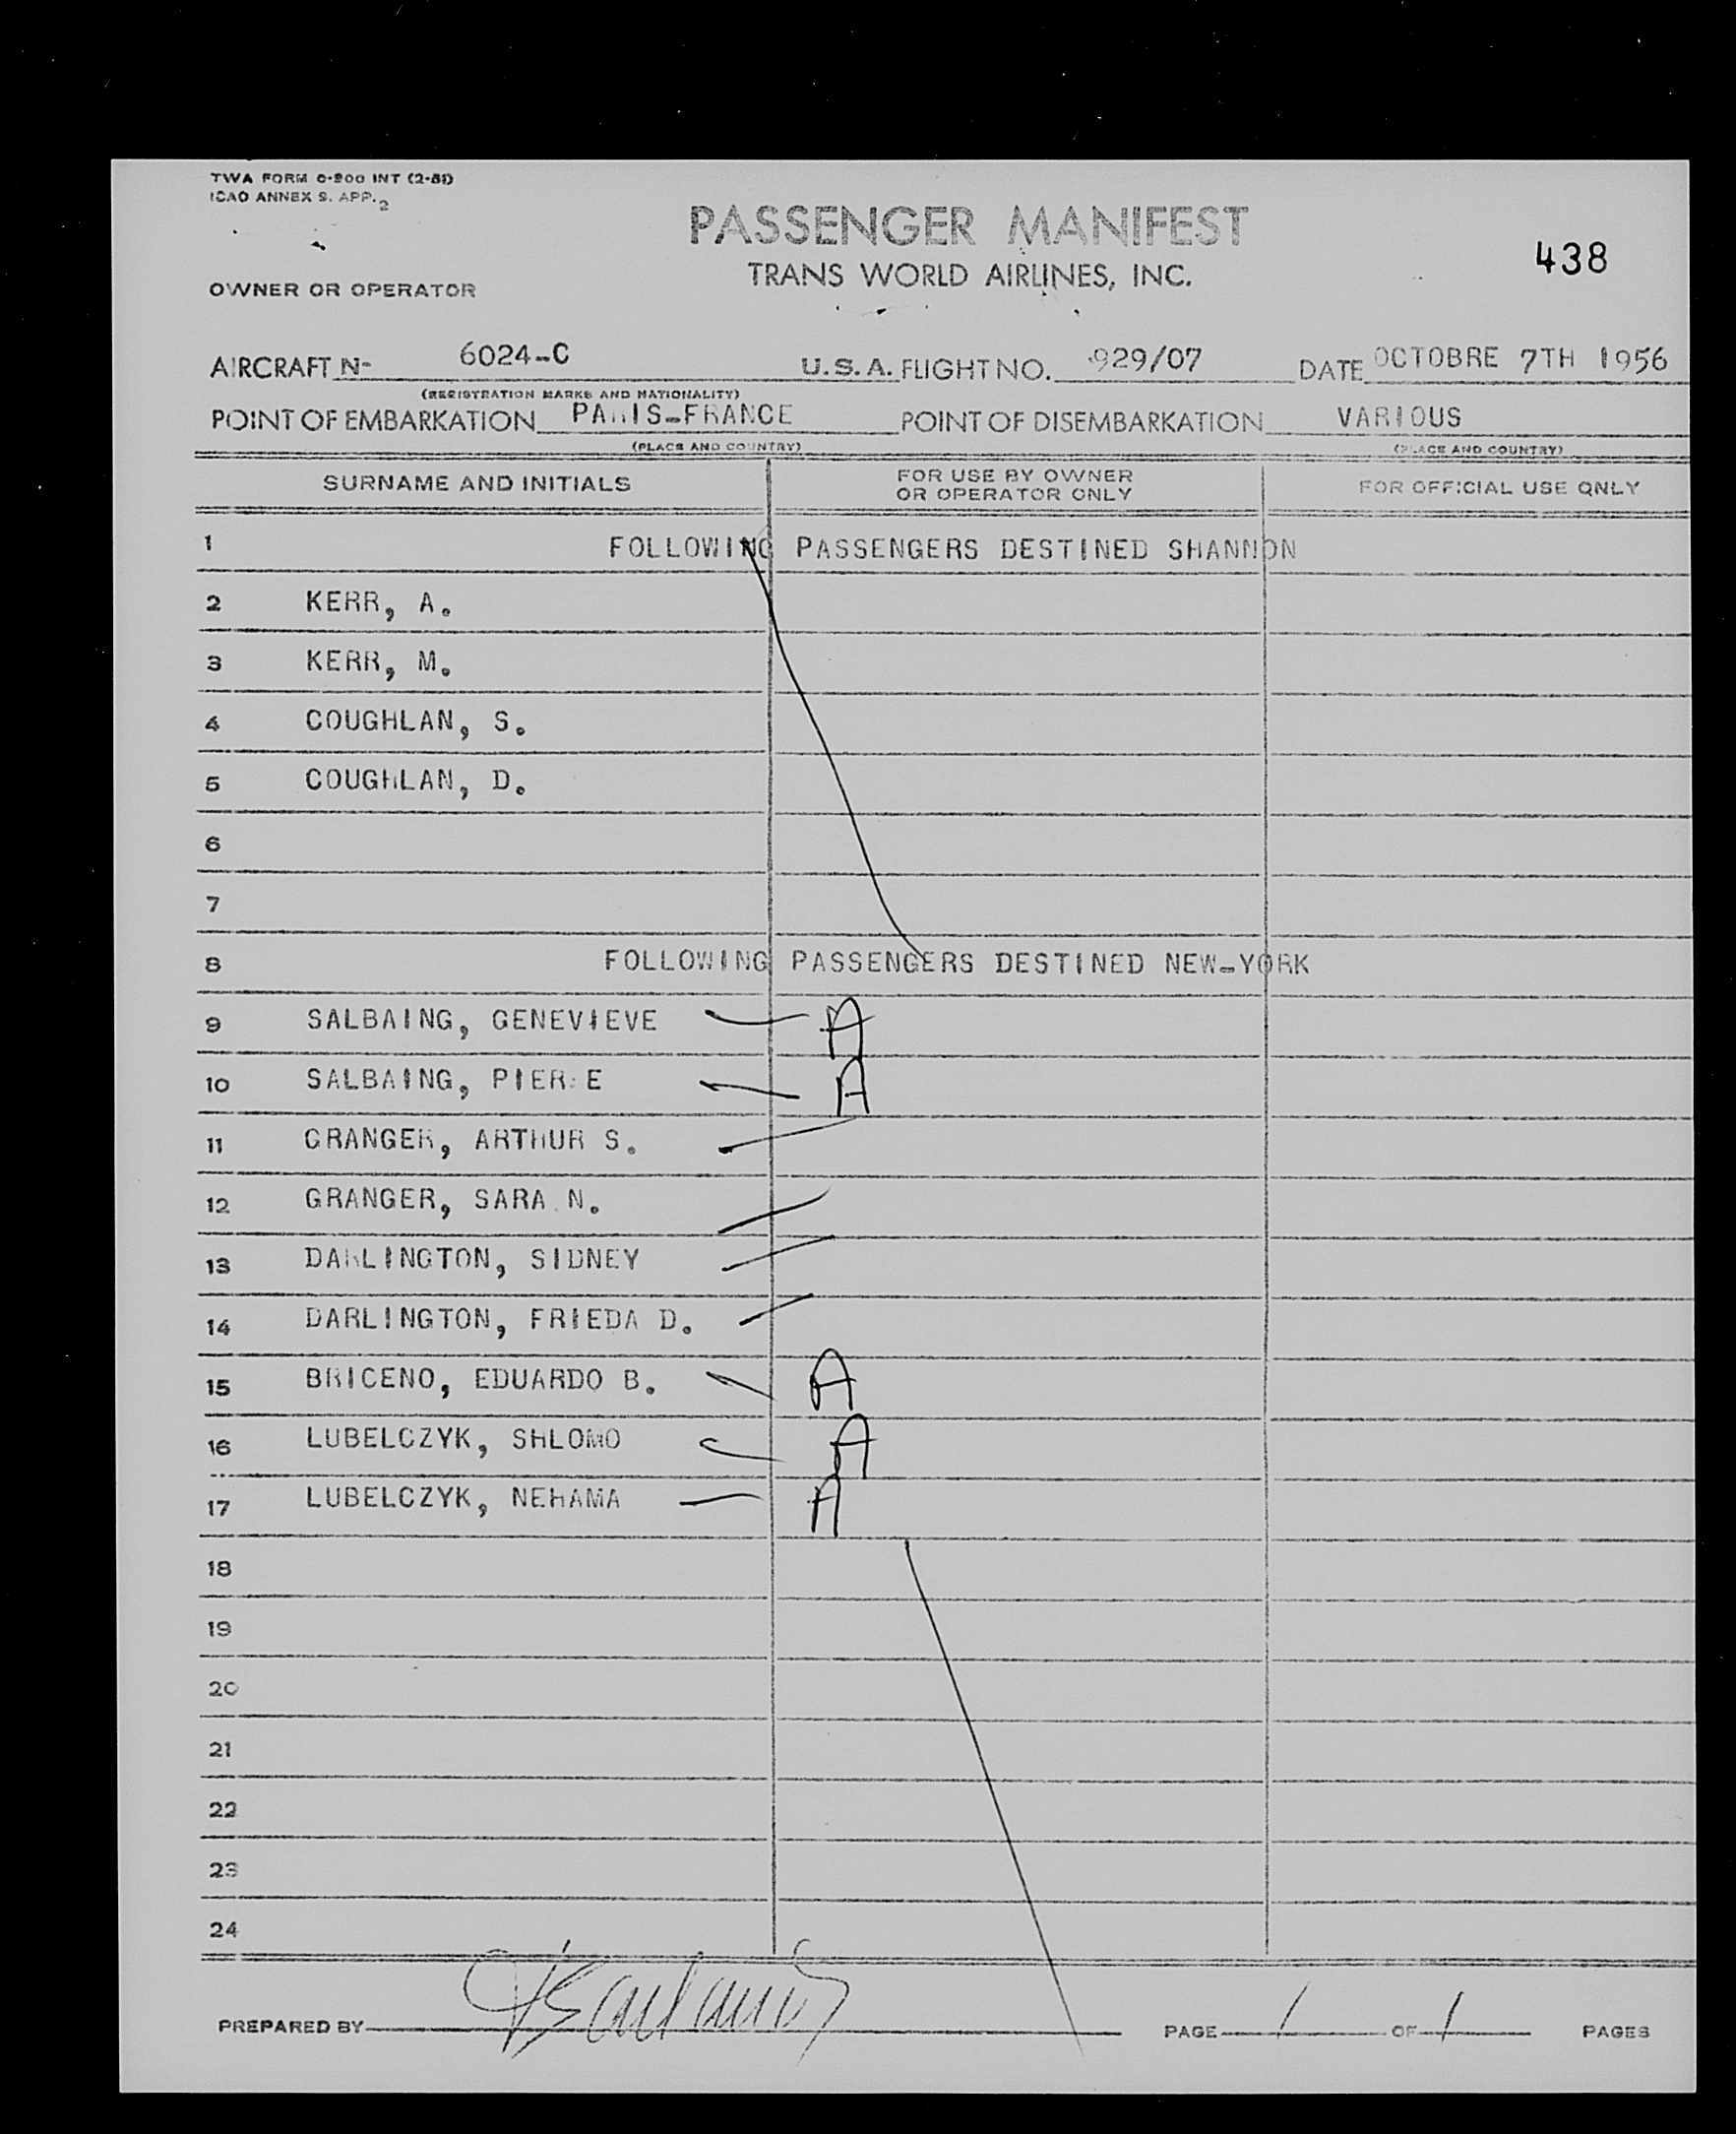 TWA FORM O-800 INT (2-51)
ICAO ANNEX 9. APP. 2
PASSENGER MANIFEST
438
TRANS WORLD AIRLINES, INC.
OWNER OR OPERATOR
AIRCRAFT N- 6024-C U.S.A. FLIGHT NO. 929/07 DATE OCTOBRE 7TH 1956
(REGISTRATION MARKS AND NATIONALITY)
POINT OF EMBARKATION PARIS-FRANCE POINT OF DISEMBARKATION VARIOUS
(PLACE AND COUNTRY) (PLACE AND COUNTRY)
SURNAME AND INITIALS FOR USE BY OWNER OR OPERATOR ONLY FOR OFFICIAL USE ONLY
1 FOLLOWING PASSENGERS DESTINED SHANNON
2 KERR, A.
3 KERR, M.
4 COUGHLAN, S.
5 COUGHLAN, D.
6
7
8 FOLLOWING PASSENGERS DESTINED NEW-YORK
9 SALBAING, GENEVIEVE A
10 SALBAING, PIERRE A
11 GRANGER, ARTHUR S.
12 GRANGER, SARA N.
13 DARLINGTON, SIDNEY
14 DARLINGTON, FRIEDA D.
15 BRICENO, EDUARDO B. A
16 LUBELCZYK, SHLOMO A
17 LUBELCZYK, NEHAMA A
18
19
20
21
22
23
24
PREPARED BY PAGE 1 OF 1 PAGES